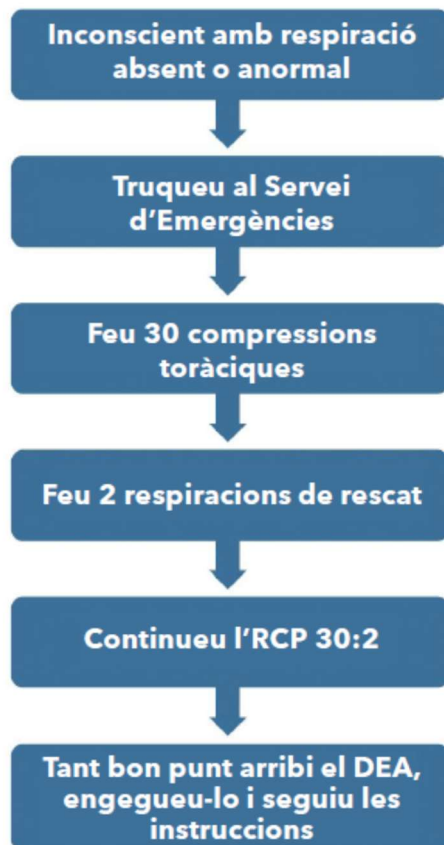 Inconscient amb respiració
absent o anormal
Truqueu al Servei
d’Emergències
Feu 30 compressions
toràciques
Feu 2 respiracions de rescat
Continueu l’RCP 30:2
Tant bon punt arribi el DEA,
engegueu-lo i seguiu les
instruccions